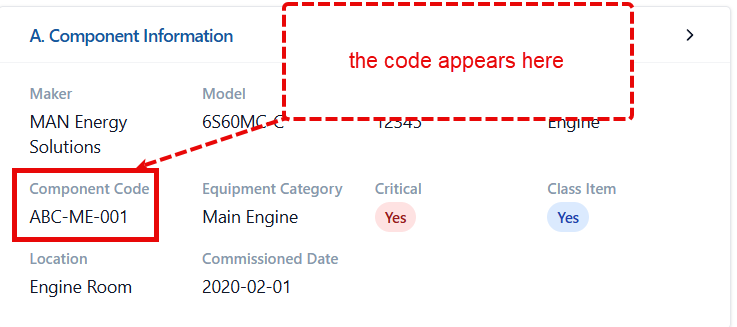 A. Component Information
the code appears here
Maker
Model
MAN Energy
Solutions
6S60MC-C
12345
Engine
Component Code
Equipment Category
Critical
Class Item
ABC-ME-001
Main Engine
Yes
Yes
Location
Commissioned Date
Engine Room
2020-02-01